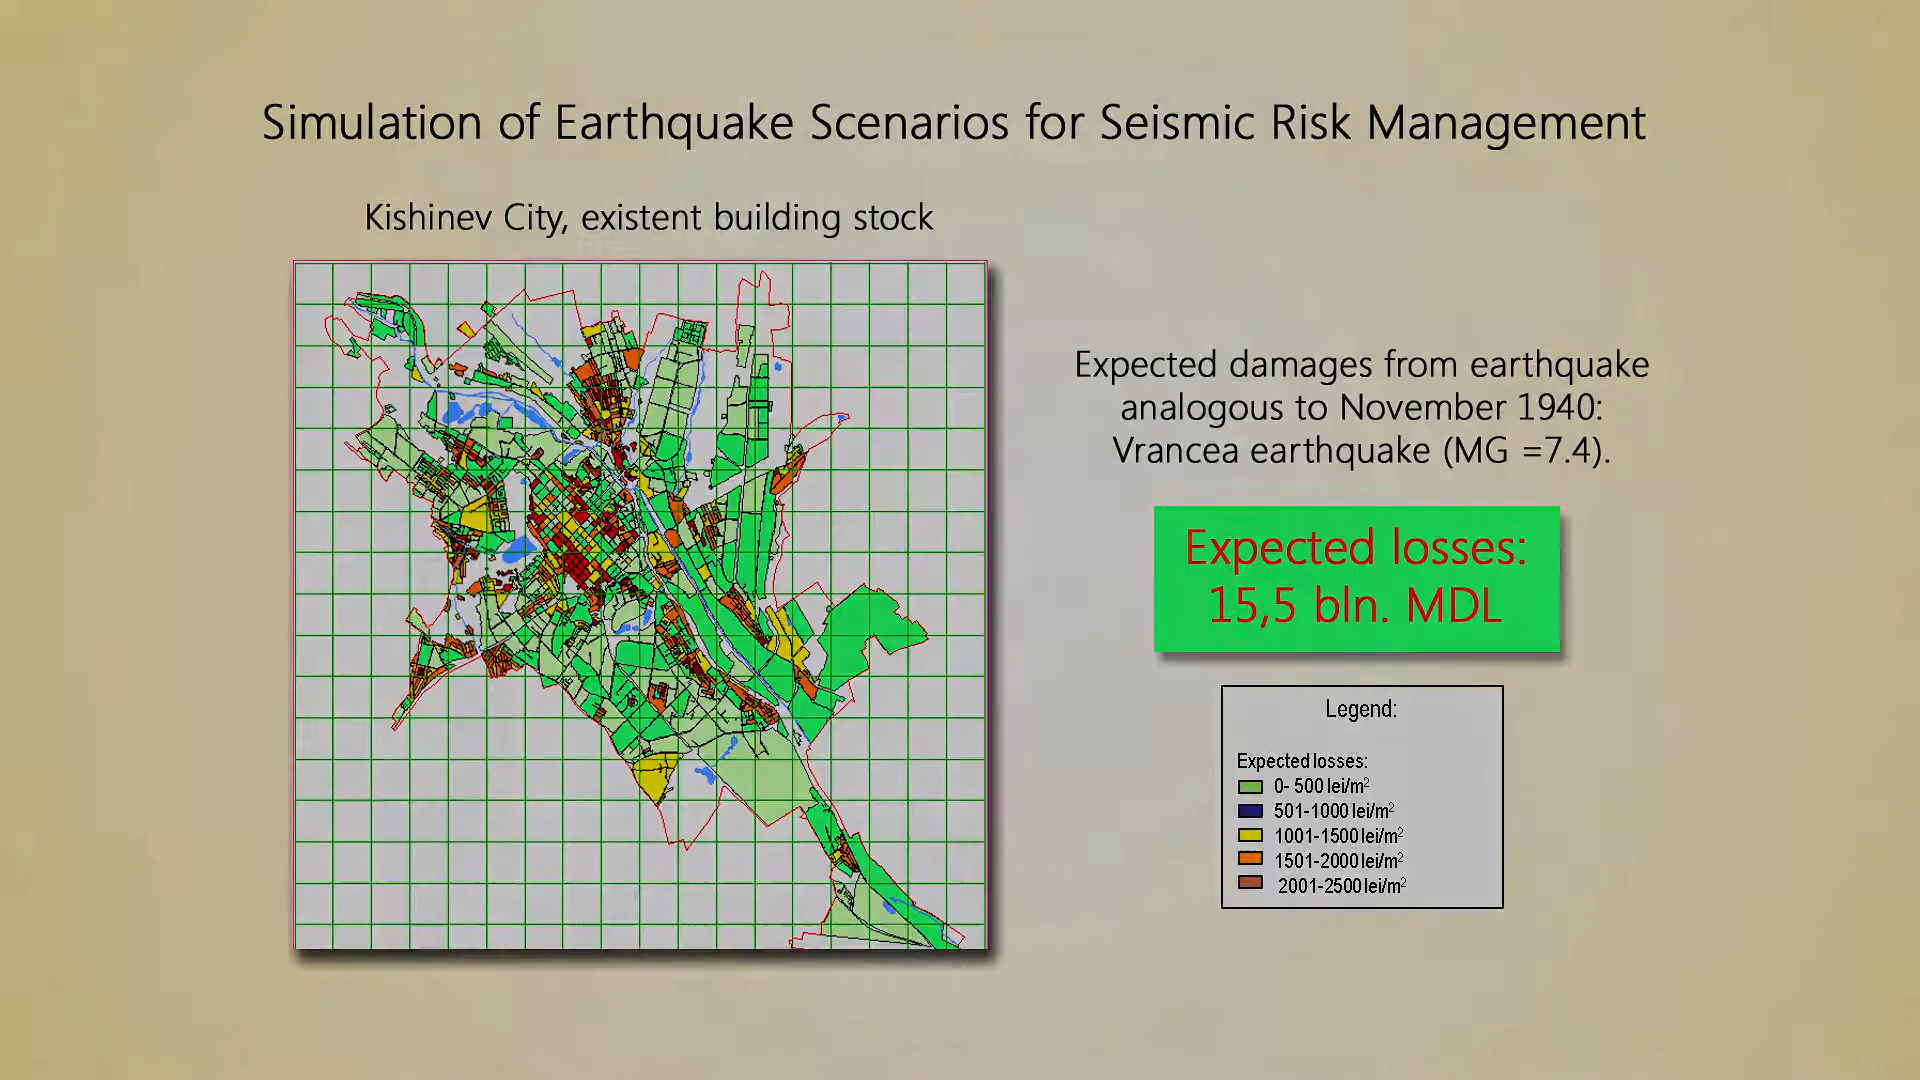 Simulation of Earthquake Scenarios for Seismic Risk Management
Kishinev City, existent building stock
Expected damages from earthquake
analogous to November 1940:
Vrancea earthquake (MG =7.4).
Expected losses:
15,5 bln. MDL
Legend:
Expected losses:
0- 500 lei/m²
501-1000 lei/m²
1001-1500 lei/m²
1501-2000 lei/m²
2001-2500 lei/m²